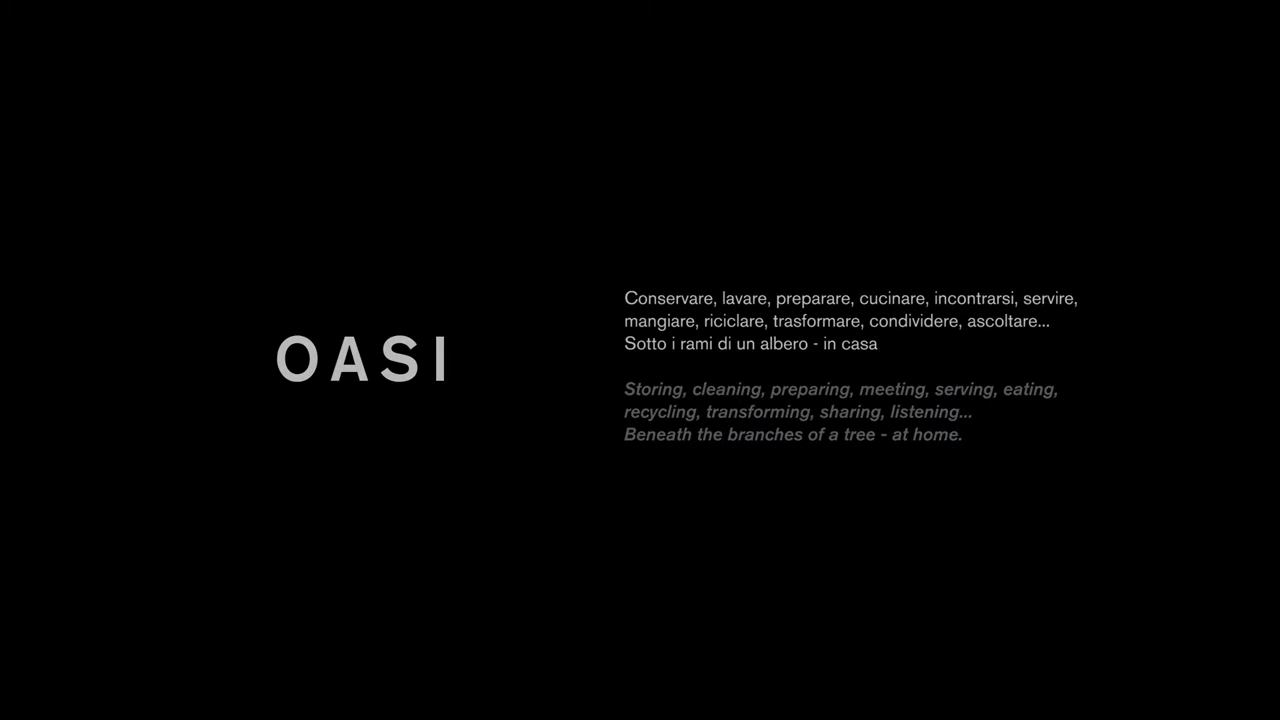 OASI
Conservare, lavare, preparare, cucinare, incontrarsi, servire,
mangiare, riciclare, trasformare, condividere, ascoltare...
Sotto i rami di un albero - in casa
Storing, cleaning, preparing, meeting, serving, eating,
recycling, transforming, sharing, listening...
Beneath the branches of a tree - at home.